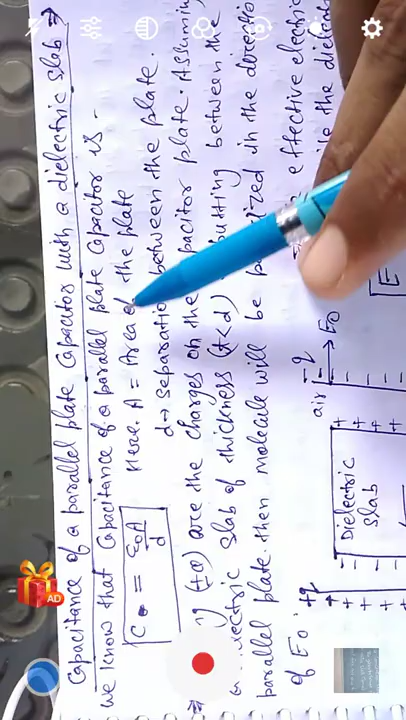 Capacitance of a parallel plate Capacitor with a dielectric slab ⇒
We know that Capacitance of a parallel plate Capacitor is -
C = ε₀A/d
Here, A = Area the plate
d → separation between the plate.
(±Q) are the charges on the capacitor plate. Assuming
slab of thickness (t<d) putting between the
parallel plate. then molecule will be in the direction
of E₀
effective electric
the dielec
+q
Dielectric
slab
air
-q
E₀
E
AD